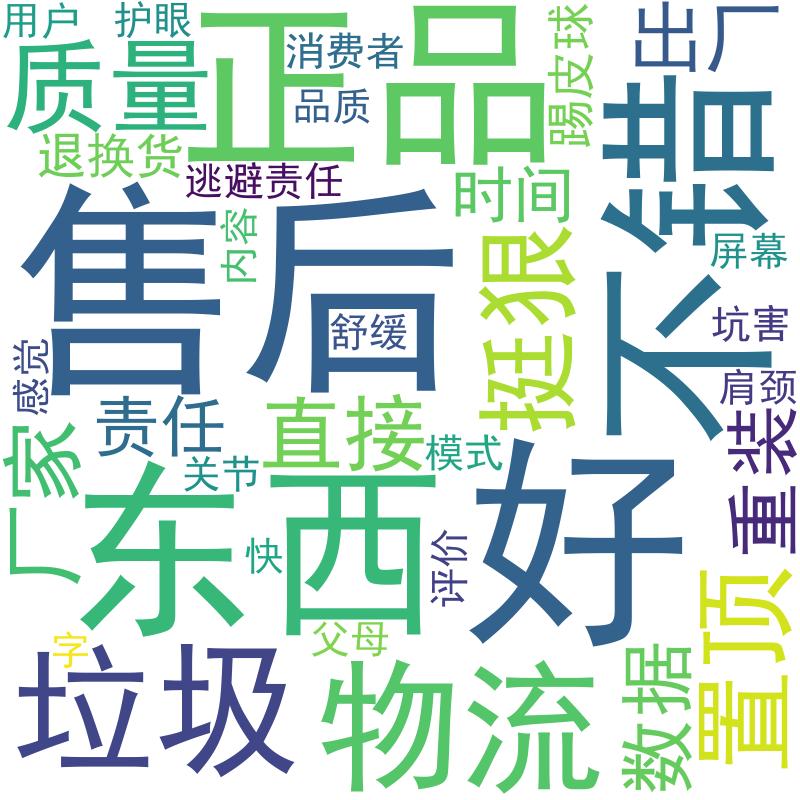 用户
护眼
正品
出厂
质量
消费者
品质
踢皮球
不错
退换货
逃避责任
时间
售后
内容
挺狠
屏幕
舒缓
坑害
感觉
肩颈
责任
直接
厂家
重装
模式
关节
东西
好
快
评价
置顶
父母
字
垃圾
物流
数据